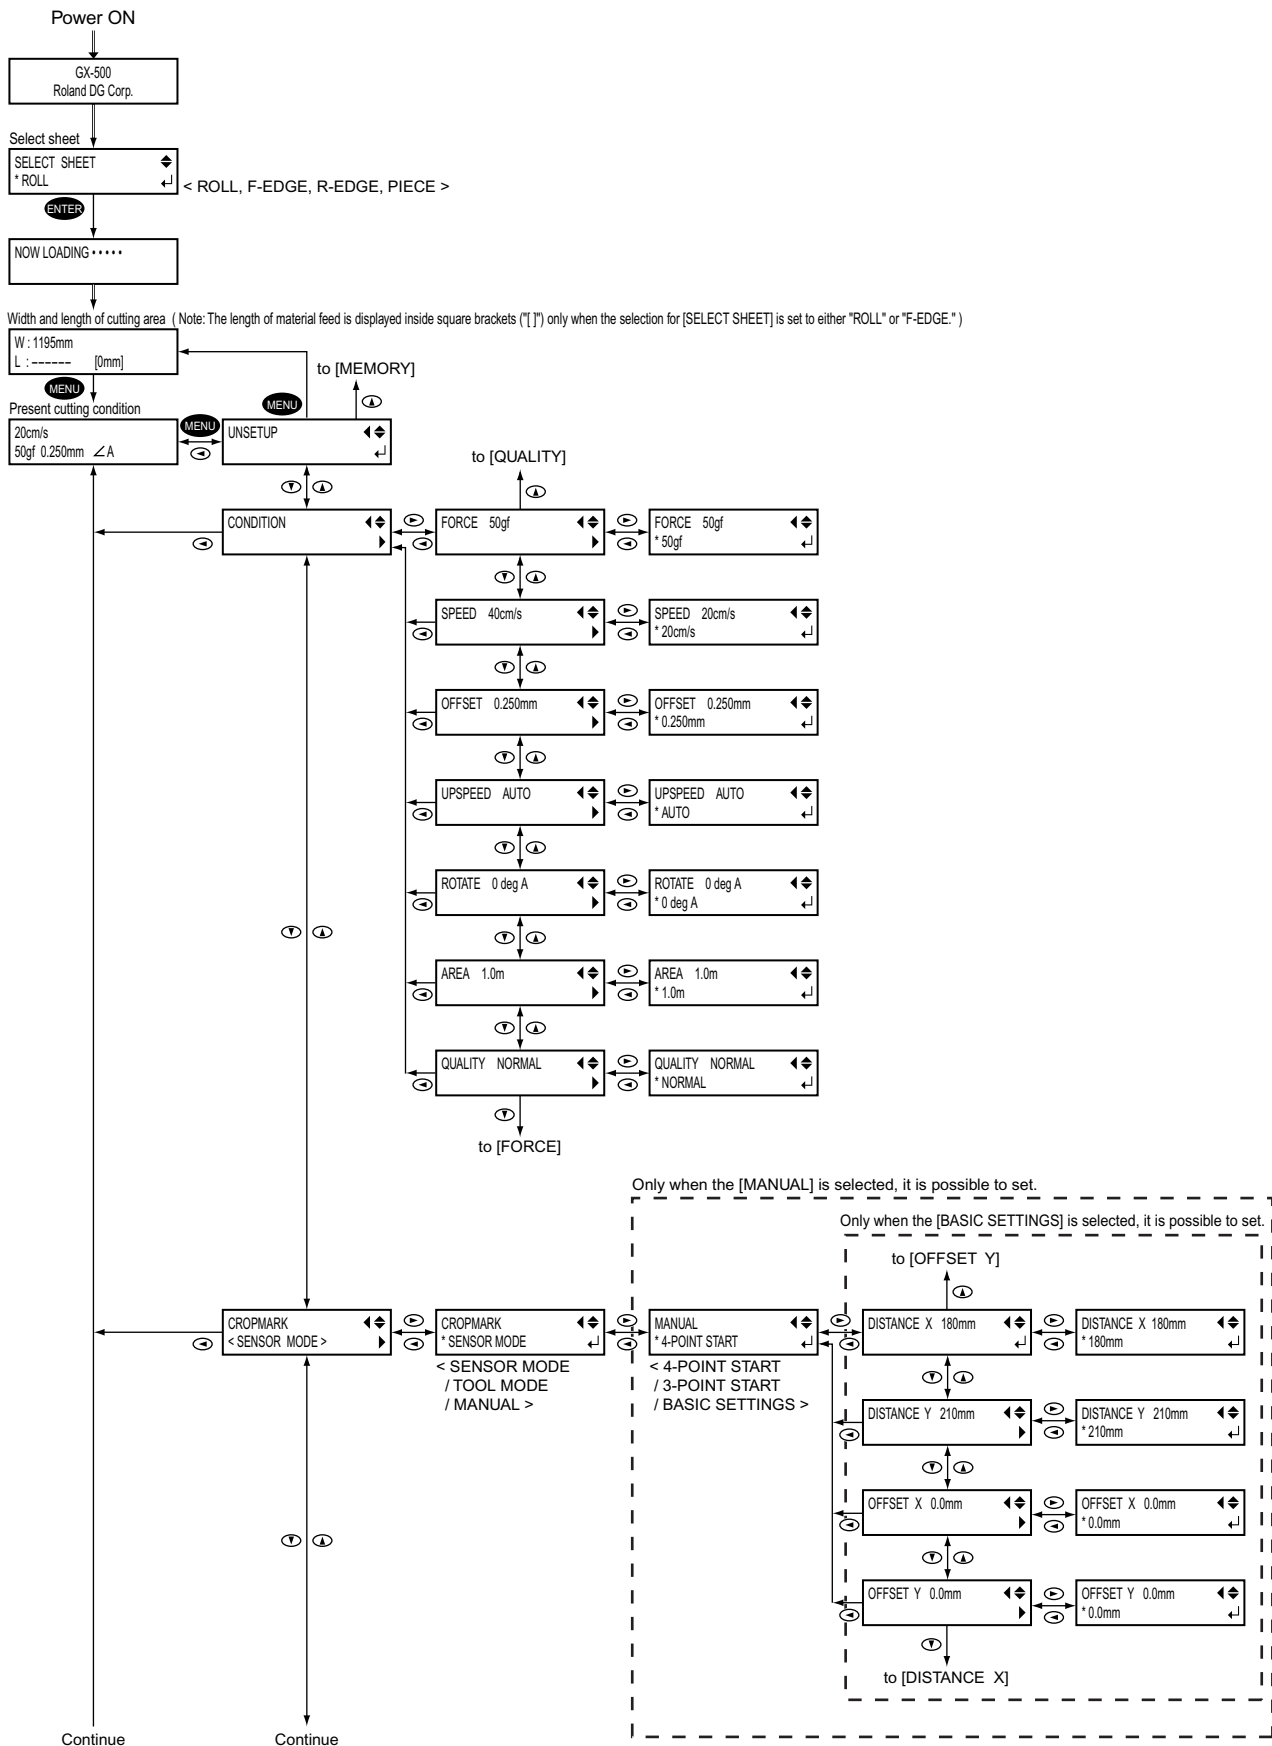 Power ON
GX-500
Roland DG Corp.
Select sheet
SELECT SHEET
* ROLL
< ROLL, F-EDGE, R-EDGE, PIECE >
ENTER
NOW LOADING • • • • •
Width and length of cutting area ( Note: The length of material feed is displayed inside square brackets ("[ ]") only when the selection for [SELECT SHEET] is set to either "ROLL" or "F-EDGE." )
W : 1195mm
L : –––––– [0mm]
to [MEMORY]
MENU
MENU
Present cutting condition
20cm/s
50gf 0.250mm ∠A
MENU
UNSETUP
to [QUALITY]
CONDITION
FORCE 50gf
FORCE 50gf
* 50gf
SPEED 40cm/s
SPEED 20cm/s
* 20cm/s
OFFSET 0.250mm
OFFSET 0.250mm
* 0.250mm
UPSPEED AUTO
UPSPEED AUTO
* AUTO
ROTATE 0 deg A
ROTATE 0 deg A
* 0 deg A
AREA 1.0m
AREA 1.0m
* 1.0m
QUALITY NORMAL
QUALITY NORMAL
* NORMAL
to [FORCE]
Only when the [MANUAL] is selected, it is possible to set.
Only when the [BASIC SETTINGS] is selected, it is possible to set.
to [OFFSET Y]
CROPMARK
< SENSOR MODE >
CROPMARK
* SENSOR MODE
< SENSOR MODE
/ TOOL MODE
/ MANUAL >
MANUAL
* 4-POINT START
< 4-POINT START
/ 3-POINT START
/ BASIC SETTINGS >
DISTANCE X 180mm
DISTANCE X 180mm
* 180mm
DISTANCE Y 210mm
DISTANCE Y 210mm
* 210mm
OFFSET X 0.0mm
OFFSET X 0.0mm
* 0.0mm
OFFSET Y 0.0mm
OFFSET Y 0.0mm
* 0.0mm
to [DISTANCE X]
Continue
Continue